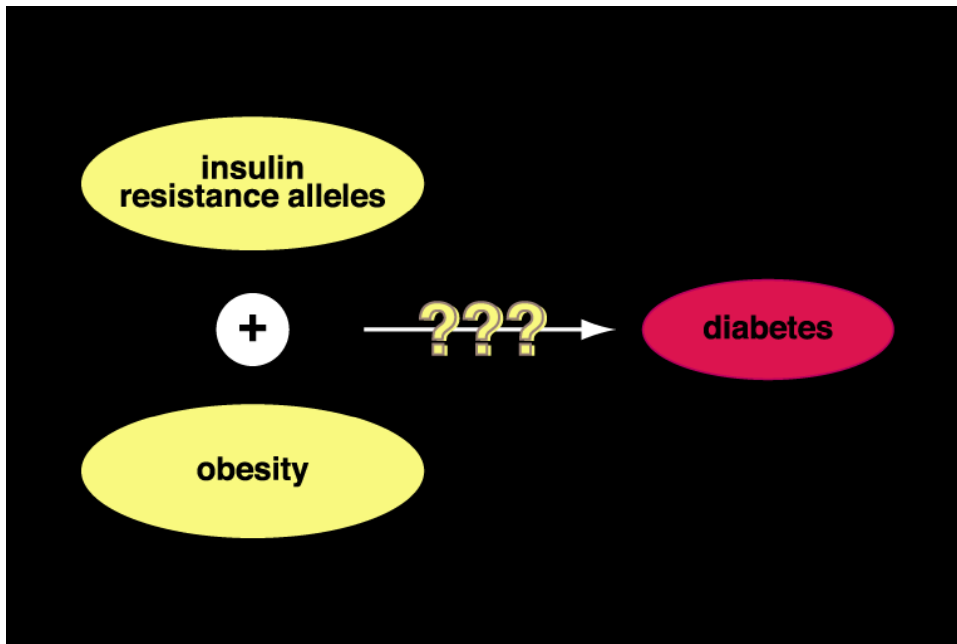 insulin
resistance alleles
+
???
diabetes
obesity